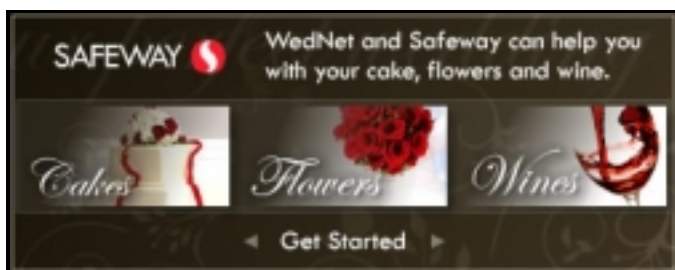 SAFEWAY
WedNet and Safeway can help you
with your cake, flowers and wine.
Cakes
Flowers
Wines
Get Started